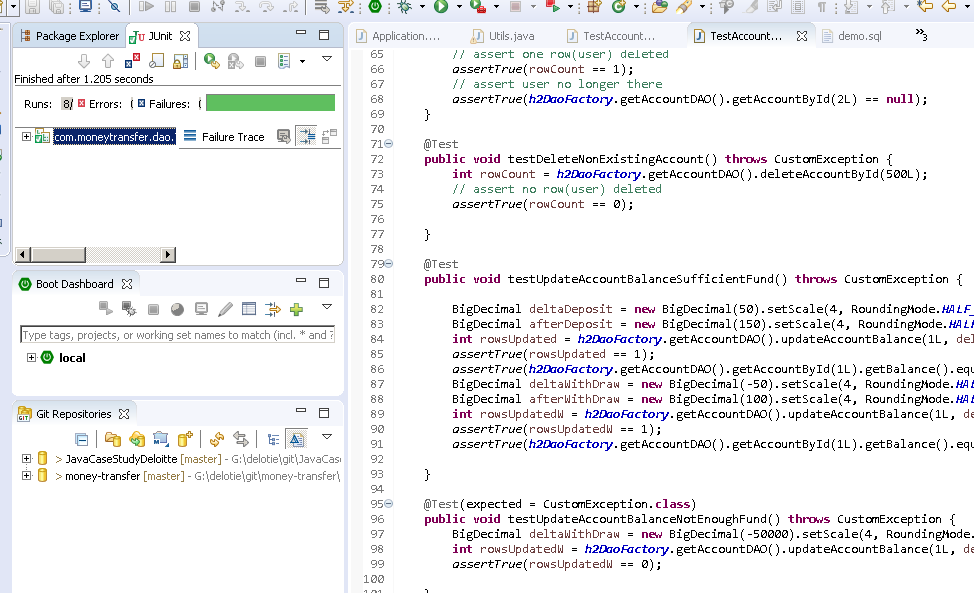 Package Explorer
JUnit
Finished after 1.205 seconds
Runs: 8/ Errors: ( Failures: (
com.moneytransfer.dao.
Failure Trace
Boot Dashboard
Type tags, projects, or working set names to match (incl. * and ?
local
Git Repositories
> JavaCaseStudyDeloitte [master] - G:\delotie\git\JavaCas
> money-transfer [master] - G:\delotie\git\money-transfer\
Application....
Utils.java
TestAccount...
TestAccount...
demo.sql
»3
65 // assert one row(user) deleted
66 assertTrue(rowCount == 1);
67 // assert user no longer there
68 assertTrue(h2DaoFactory.getAccountDAO().getAccountById(2L) == null);
69 }
70
71 @Test
72 public void testDeleteNonExistingAccount() throws CustomException {
73 int rowCount = h2DaoFactory.getAccountDAO().deleteAccountById(500L);
74 // assert no row(user) deleted
75 assertTrue(rowCount == 0);
76
77 }
78
79 @Test
80 public void testUpdateAccountBalanceSufficientFund() throws CustomException {
81
82 BigDecimal deltaDeposit = new BigDecimal(50).setScale(4, RoundingMode.HALF_
83 BigDecimal afterDeposit = new BigDecimal(150).setScale(4, RoundingMode.HALF
84 int rowsUpdated = h2DaoFactory.getAccountDAO().updateAccountBalance(1L, del
85 assertTrue(rowsUpdated == 1);
86 assertTrue(h2DaoFactory.getAccountDAO().getAccountById(1L).getBalance().equ
87 BigDecimal deltaWithDraw = new BigDecimal(-50).setScale(4, RoundingMode.HAL
88 BigDecimal afterWithDraw = new BigDecimal(100).setScale(4, RoundingMode.HAL
89 int rowsUpdatedW = h2DaoFactory.getAccountDAO().updateAccountBalance(1L, de
90 assertTrue(rowsUpdatedW == 1);
91 assertTrue(h2DaoFactory.getAccountDAO().getAccountById(1L).getBalance().equ
92
93 }
94
95 @Test(expected = CustomException.class)
96 public void testUpdateAccountBalanceNotEnoughFund() throws CustomException {
97 BigDecimal deltaWithDraw = new BigDecimal(-50000).setScale(4, RoundingMode.
98 int rowsUpdatedW = h2DaoFactory.getAccountDAO().updateAccountBalance(1L, de
99 assertTrue(rowsUpdatedW == 0);
100
101 }